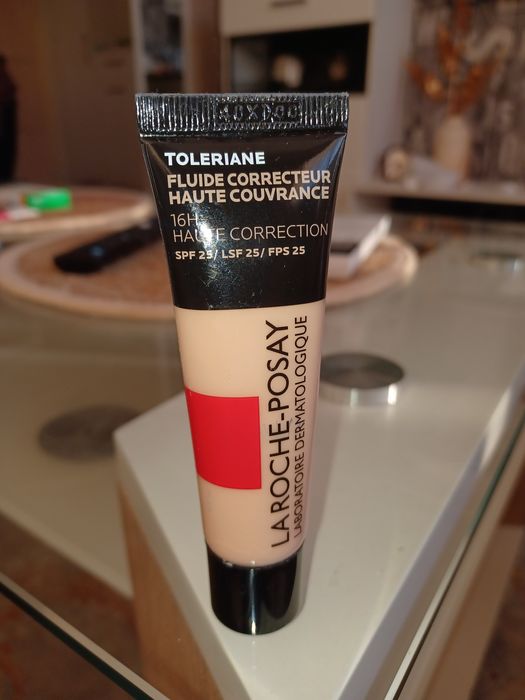 TOLERIANE
FLUIDE CORRECTEUR
HAUTE COUVRANCE
16H
HAUTE CORRECTION
SPF 25/ LSF 25/ FPS 25
LA ROCHE-POSAY
LABORATOIRE DERMATOLOGIQUE